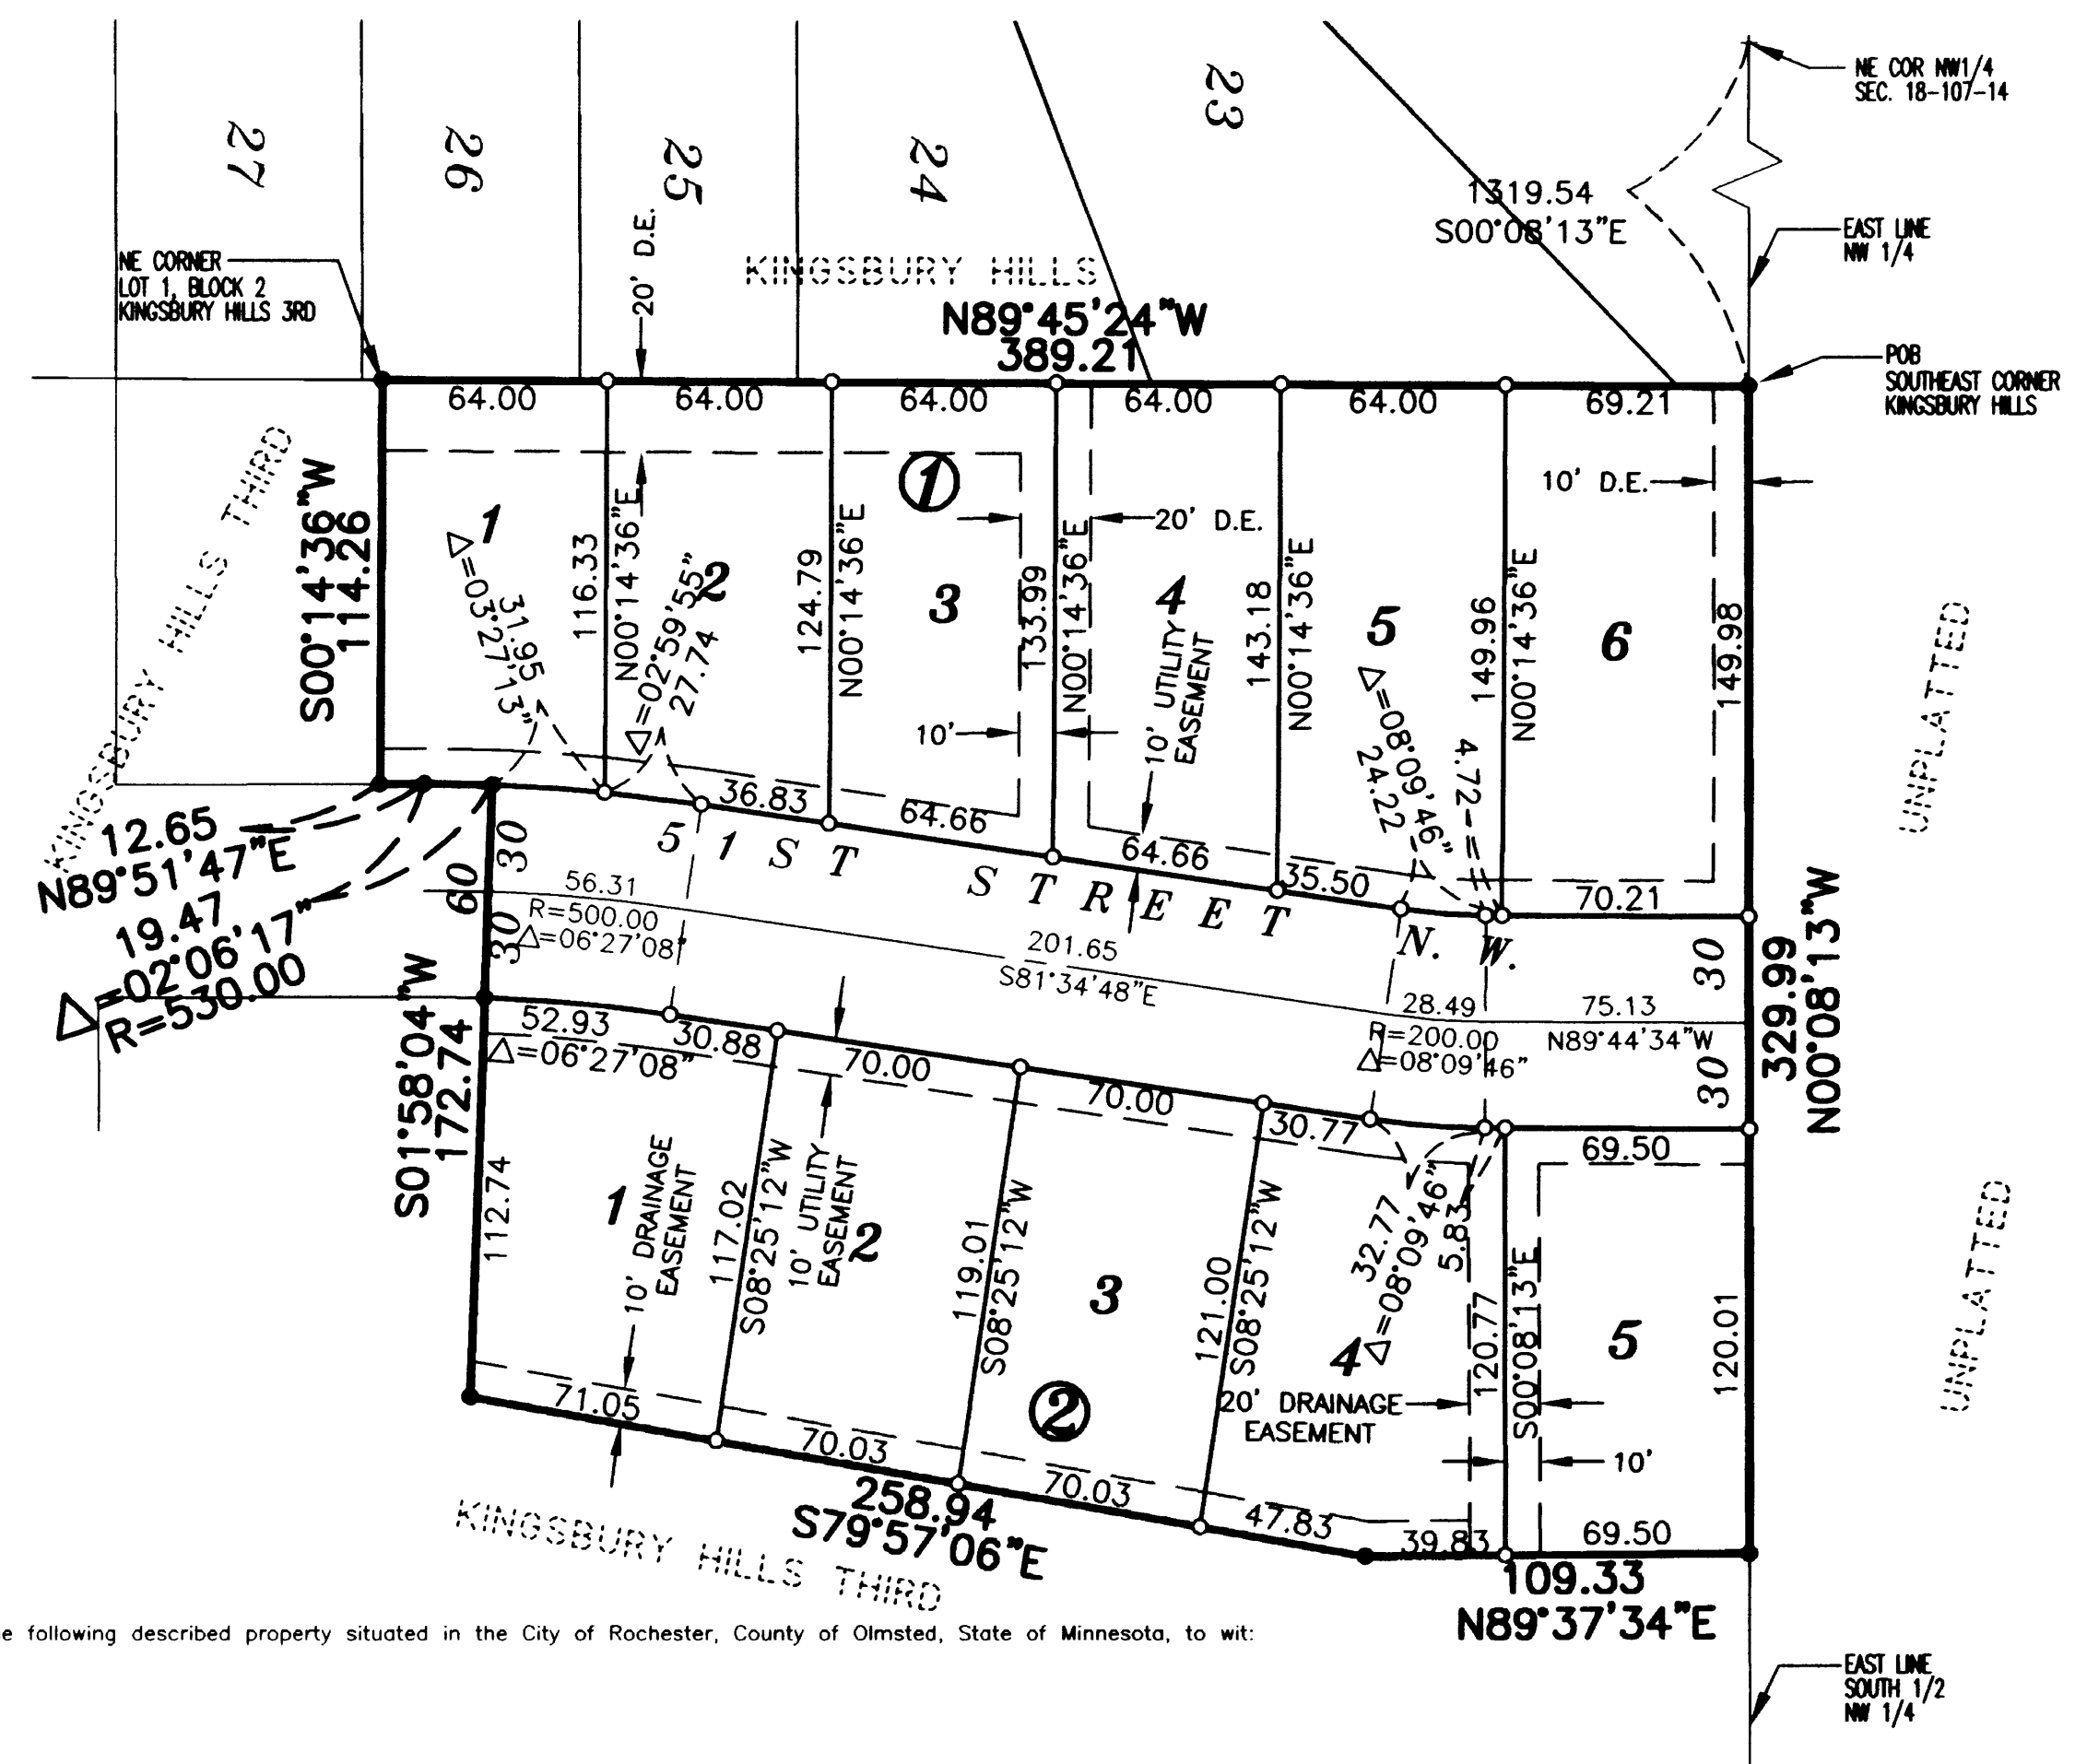 NE COR NW1/4
SEC. 18-107-14
27
26
25
24
23
1319.54
S00°08'13"E
EAST LINE
NW 1/4
NE CORNER
LOT 1, BLOCK 2
KINGSBURY HILLS 3RD
20' D.E.
KINGSBURY HILLS
N89°45'24"W
389.21
POB
SOUTHEAST CORNER
KINGSBURY HILLS
64.00
64.00
64.00
64.00
64.00
69.21
KINGSBURY HILLS THIRD
S00°14'36"W
114.26
1
Δ=03°27'13"
31.95
116.33
N00°14'36"E
2
Δ=02°59'55"
27.74
124.79
N00°14'36"E
1
3
10'
133.99
N00°14'36"E
20' D.E.
4
10' UTILITY
EASEMENT
143.18
N00°14'36"E
5
Δ=08°09'46"
24.22
4.72
149.96
N00°14'36"E
10' D.E.
6
149.98
UNPLATTED
36.83
64.66
64.66
35.50
70.21
51ST STREET N. W.
12.65
N89°51'47"E
19.47
Δ=02°06'17"
R=530.00
60
30
30
56.31
R=500.00
Δ=06°27'08"
201.65
S81°34'48"E
28.49
R=200.00
Δ=08°09'46"
75.13
N89°44'34"W
30
30
329.99
N00°08'13"W
S01°58'04"W
172.74
52.93
Δ=06°27'08"
30.88
70.00
70.00
30.77
69.50
112.74
1
10' DRAINAGE
EASEMENT
117.02
S08°25'12"W
10' UTILITY
EASEMENT
2
119.01
S08°25'12"W
3
121.00
S08°25'12"W
32.77
Δ=08°09'46"
5.83
4
120.77
S00°08'13"E
5
120.01
UNPLATTED
20' DRAINAGE
EASEMENT
10'
2
71.05
70.03
70.03
47.83
39.83
69.50
258.94
S79°57'06"E
109.33
N89°37'34"E
KINGSBURY HILLS THIRD
e following described property situated in the City of Rochester, County of Olmsted, State of Minnesota, to wit:
EAST LINE
SOUTH 1/2
NW 1/4